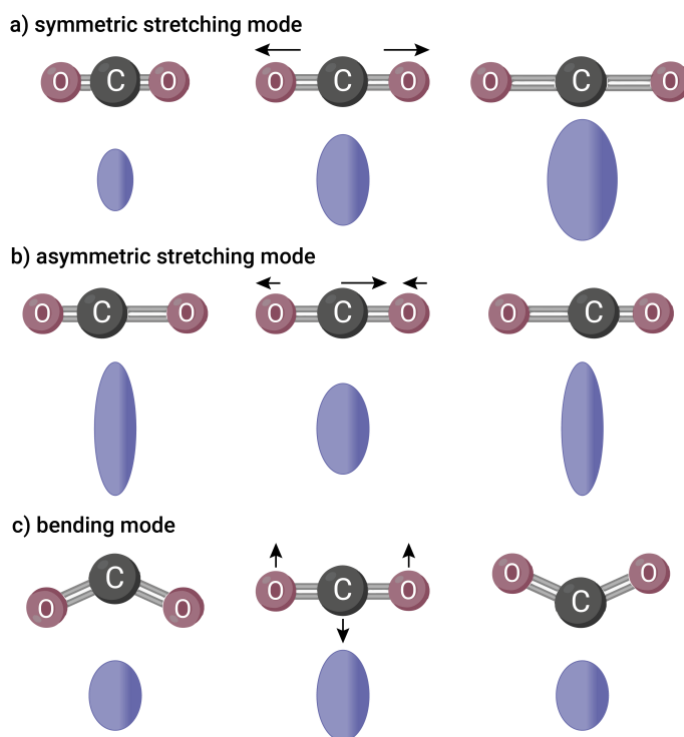 a) symmetric stretching mode
O C O O C O O C O
b) asymmetric stretching mode
O C O O C O O C O
c) bending mode
O C O O C O O C O